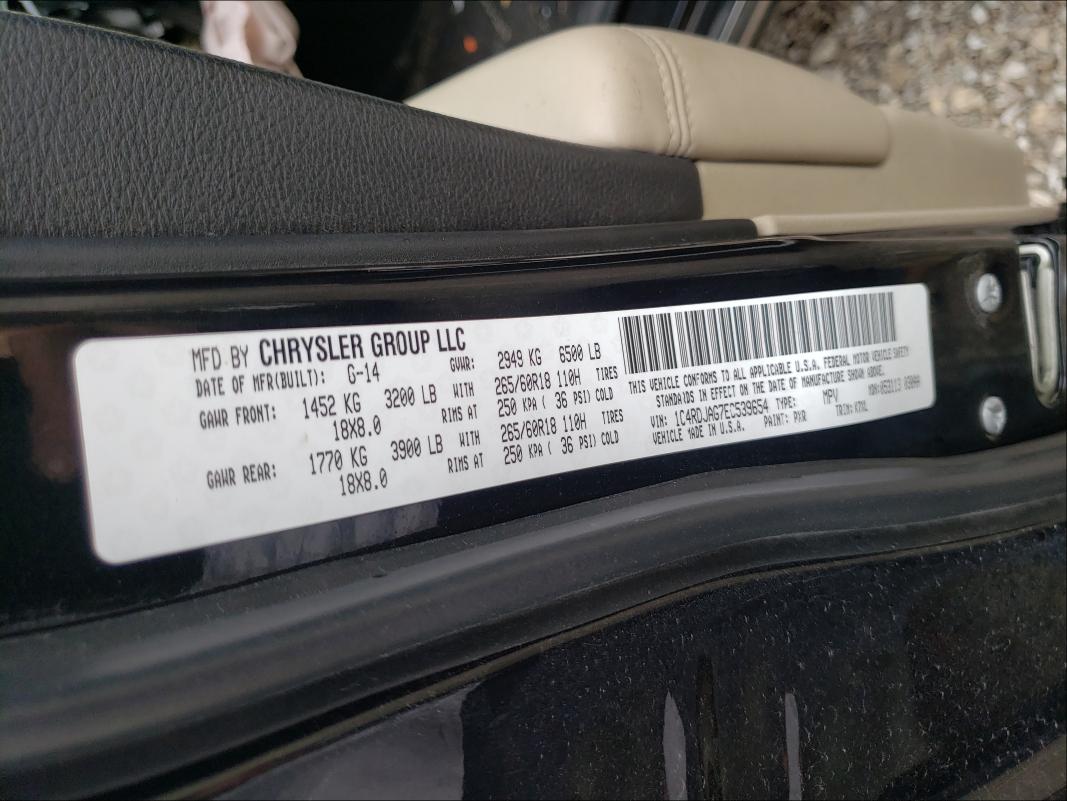 MFD BY CHRYSLER GROUP LLC
DATE OF MFR(BUILT): G-14 GVWR: 2949 KG 6500 LB
GAWR FRONT: 1452 KG 3200 LB WITH 265/60R18 110H TIRES
18X8.0 RIMS AT 250 KPA ( 36 PSI) COLD
GAWR REAR: 1770 KG 3900 LB WITH 265/60R18 110H TIRES
18X8.0 RIMS AT 250 KPA ( 36 PSI) COLD
THIS VEHICLE CONFORMS TO ALL APPLICABLE U.S.A. FEDERAL MOTOR VEHICLE SAFETY
STANDARDS IN EFFECT ON THE DATE OF MANUFACTURE SHOWN ABOVE.
VIN: 1C4RDJAG7EC539654 TYPE: MPV MDH: 053113
VEHICLE MADE IN U.S.A. PAINT: PXR TRIM: